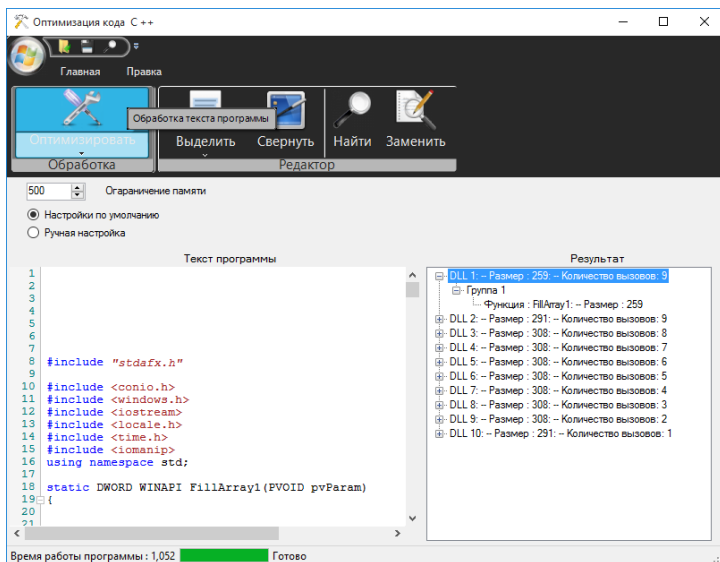 Оптимизация кода C ++
Главная Правка
Обработка текста программы
Оптимизировать Выделить Свернуть Найти Заменить
Обработка Редактор
500 Ограраничение памяти
Настройки по умолчанию
Ручная настройка
Текст программы
1
2
3
4
5
6
7
8 #include "stdafx.h"
9
10 #include <conio.h>
11 #include <windows.h>
12 #include <iostream>
13 #include <locale.h>
14 #include <time.h>
15 #include <iomanip>
16 using namespace std;
17
18 static DWORD WINAPI FillArray1(PVOID pvParam)
19 {
20
21
Результат
DLL 1: -- Размер : 259: -- Количество вызовов: 9
Группа 1
Функция : FillArray1: -- Размер : 259
DLL 2: -- Размер : 291: -- Количество вызовов: 9
DLL 3: -- Размер : 308: -- Количество вызовов: 8
DLL 4: -- Размер : 308: -- Количество вызовов: 7
DLL 5: -- Размер : 308: -- Количество вызовов: 6
DLL 6: -- Размер : 308: -- Количество вызовов: 5
DLL 7: -- Размер : 308: -- Количество вызовов: 4
DLL 8: -- Размер : 308: -- Количество вызовов: 3
DLL 9: -- Размер : 308: -- Количество вызовов: 2
DLL 10: -- Размер : 291: -- Количество вызовов: 1
Время работы программы : 1,052 Готово